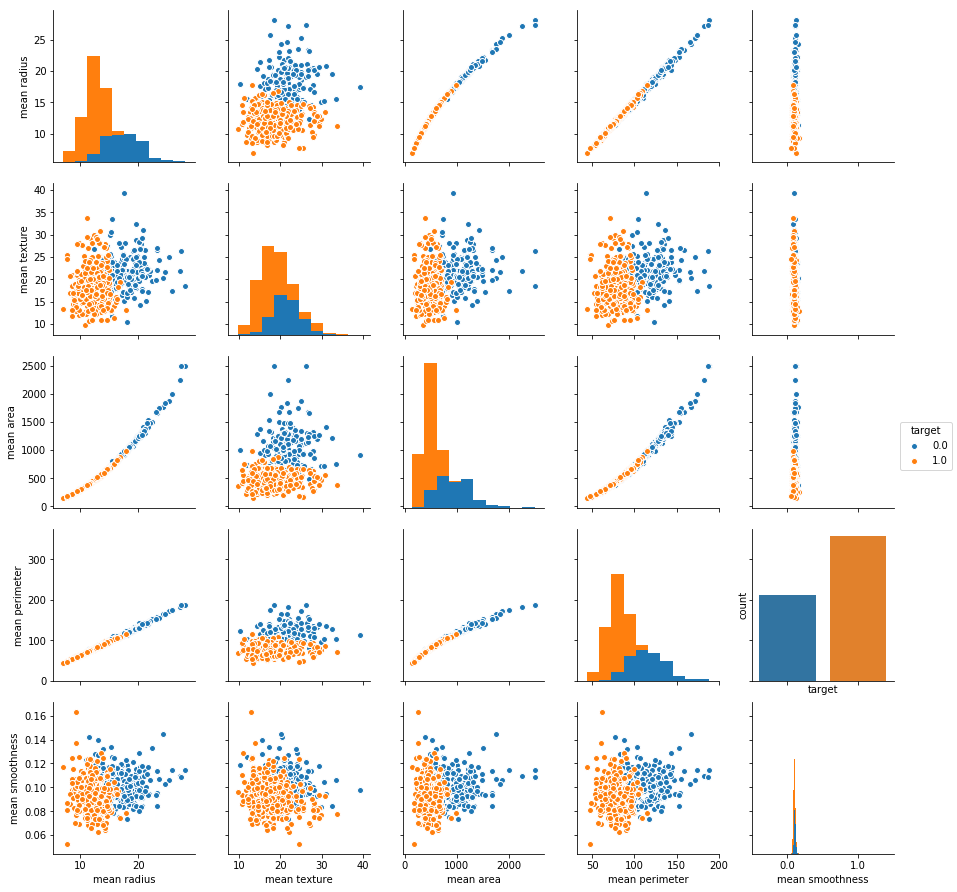 mean radius
25
20
15
10
mean texture
40
35
30
25
20
15
10
mean area
2500
2000
1500
1000
500
0
target
0.0
1.0
mean perimeter
300
200
100
0
count
target
mean smoothness
0.16
0.14
0.12
0.10
0.08
0.06
10 20
mean radius
10 20 30 40
mean texture
0 1000 2000
mean area
50 100 150 200
mean perimeter
0.0 1.0
mean smoothness